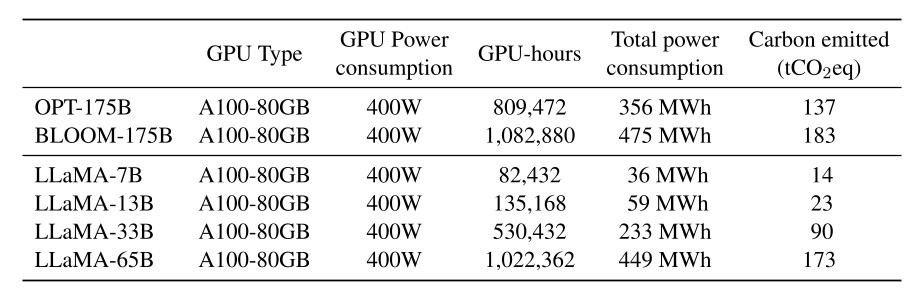 GPU Type GPU Power consumption GPU-hours Total power consumption Carbon emitted (tCO₂eq)
OPT-175B A100-80GB 400W 809,472 356 MWh 137
BLOOM-175B A100-80GB 400W 1,082,880 475 MWh 183
LLaMA-7B A100-80GB 400W 82,432 36 MWh 14
LLaMA-13B A100-80GB 400W 135,168 59 MWh 23
LLaMA-33B A100-80GB 400W 530,432 233 MWh 90
LLaMA-65B A100-80GB 400W 1,022,362 449 MWh 173